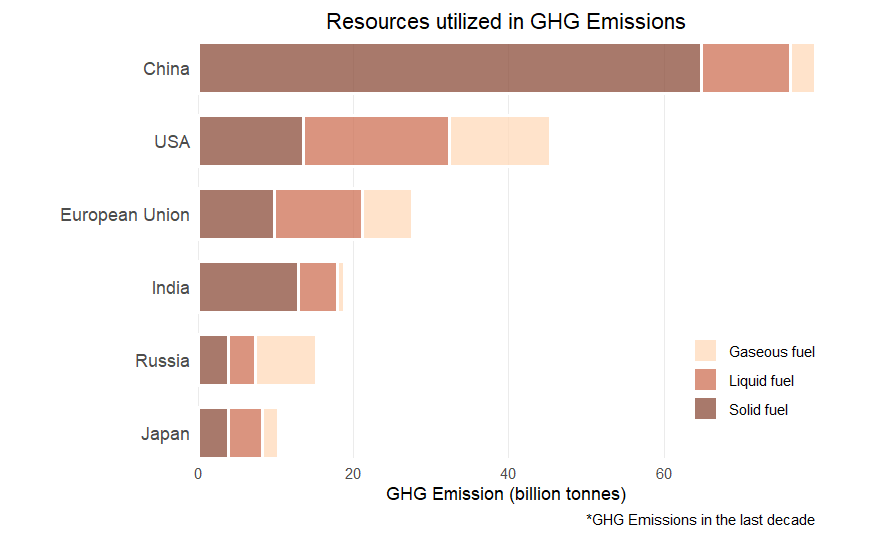 Resources utilized in GHG Emissions
China
USA
European Union
India
Russia
Japan
Gaseous fuel
Liquid fuel
Solid fuel
0 20 40 60
GHG Emission (billion tonnes)
*GHG Emissions in the last decade